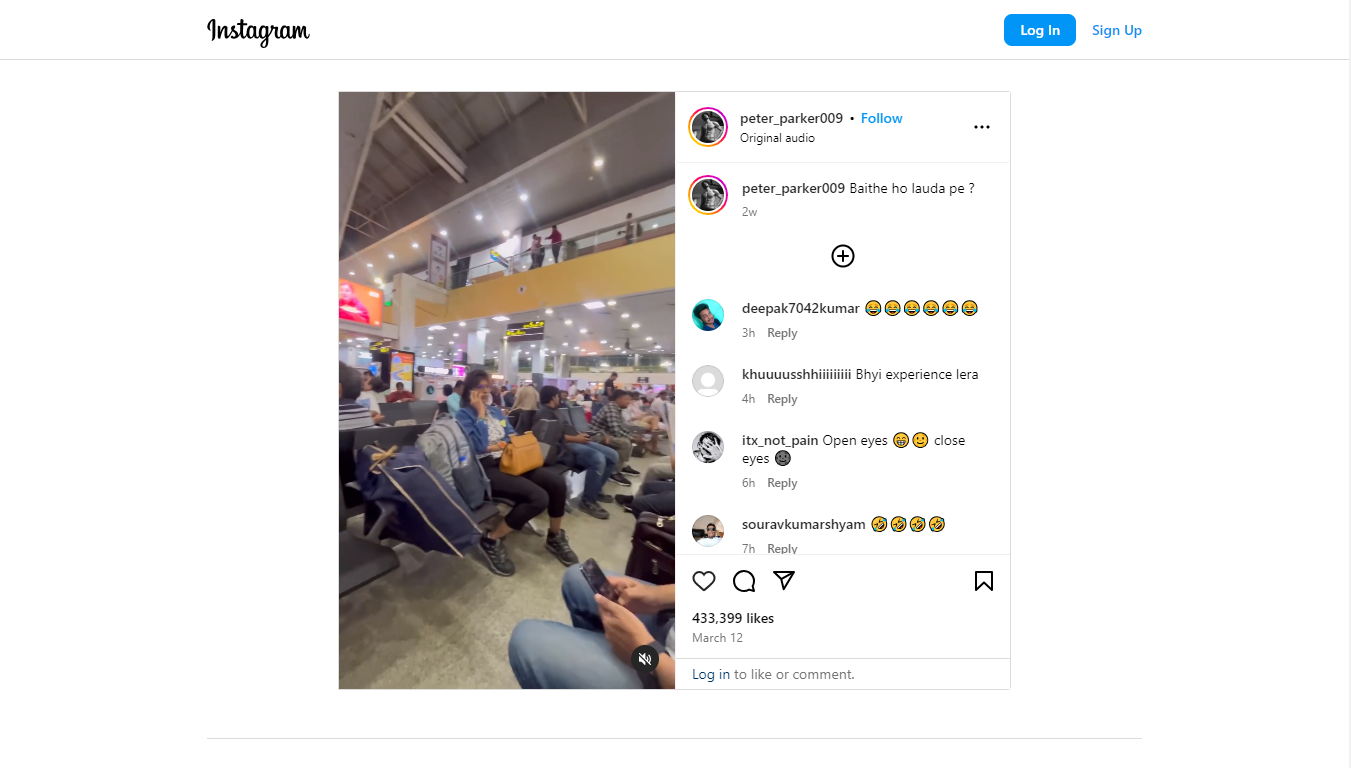 Instagram
Log In
Sign Up
peter_parker009 • Follow
Original audio
peter_parker009 Baithe ho lauda pe ?
2w
deepak7042kumar 😂😂😂😂😂😂
3h Reply
khuuuusshhiiiiiiiii Bhyi experience lera
4h Reply
itx_not_pain Open eyes 😁🙂 close
eyes 🌚
6h Reply
souravkumarshyam 🤣🤣🤣🤣
7h Reply
433,399 likes
March 12
Log in to like or comment.